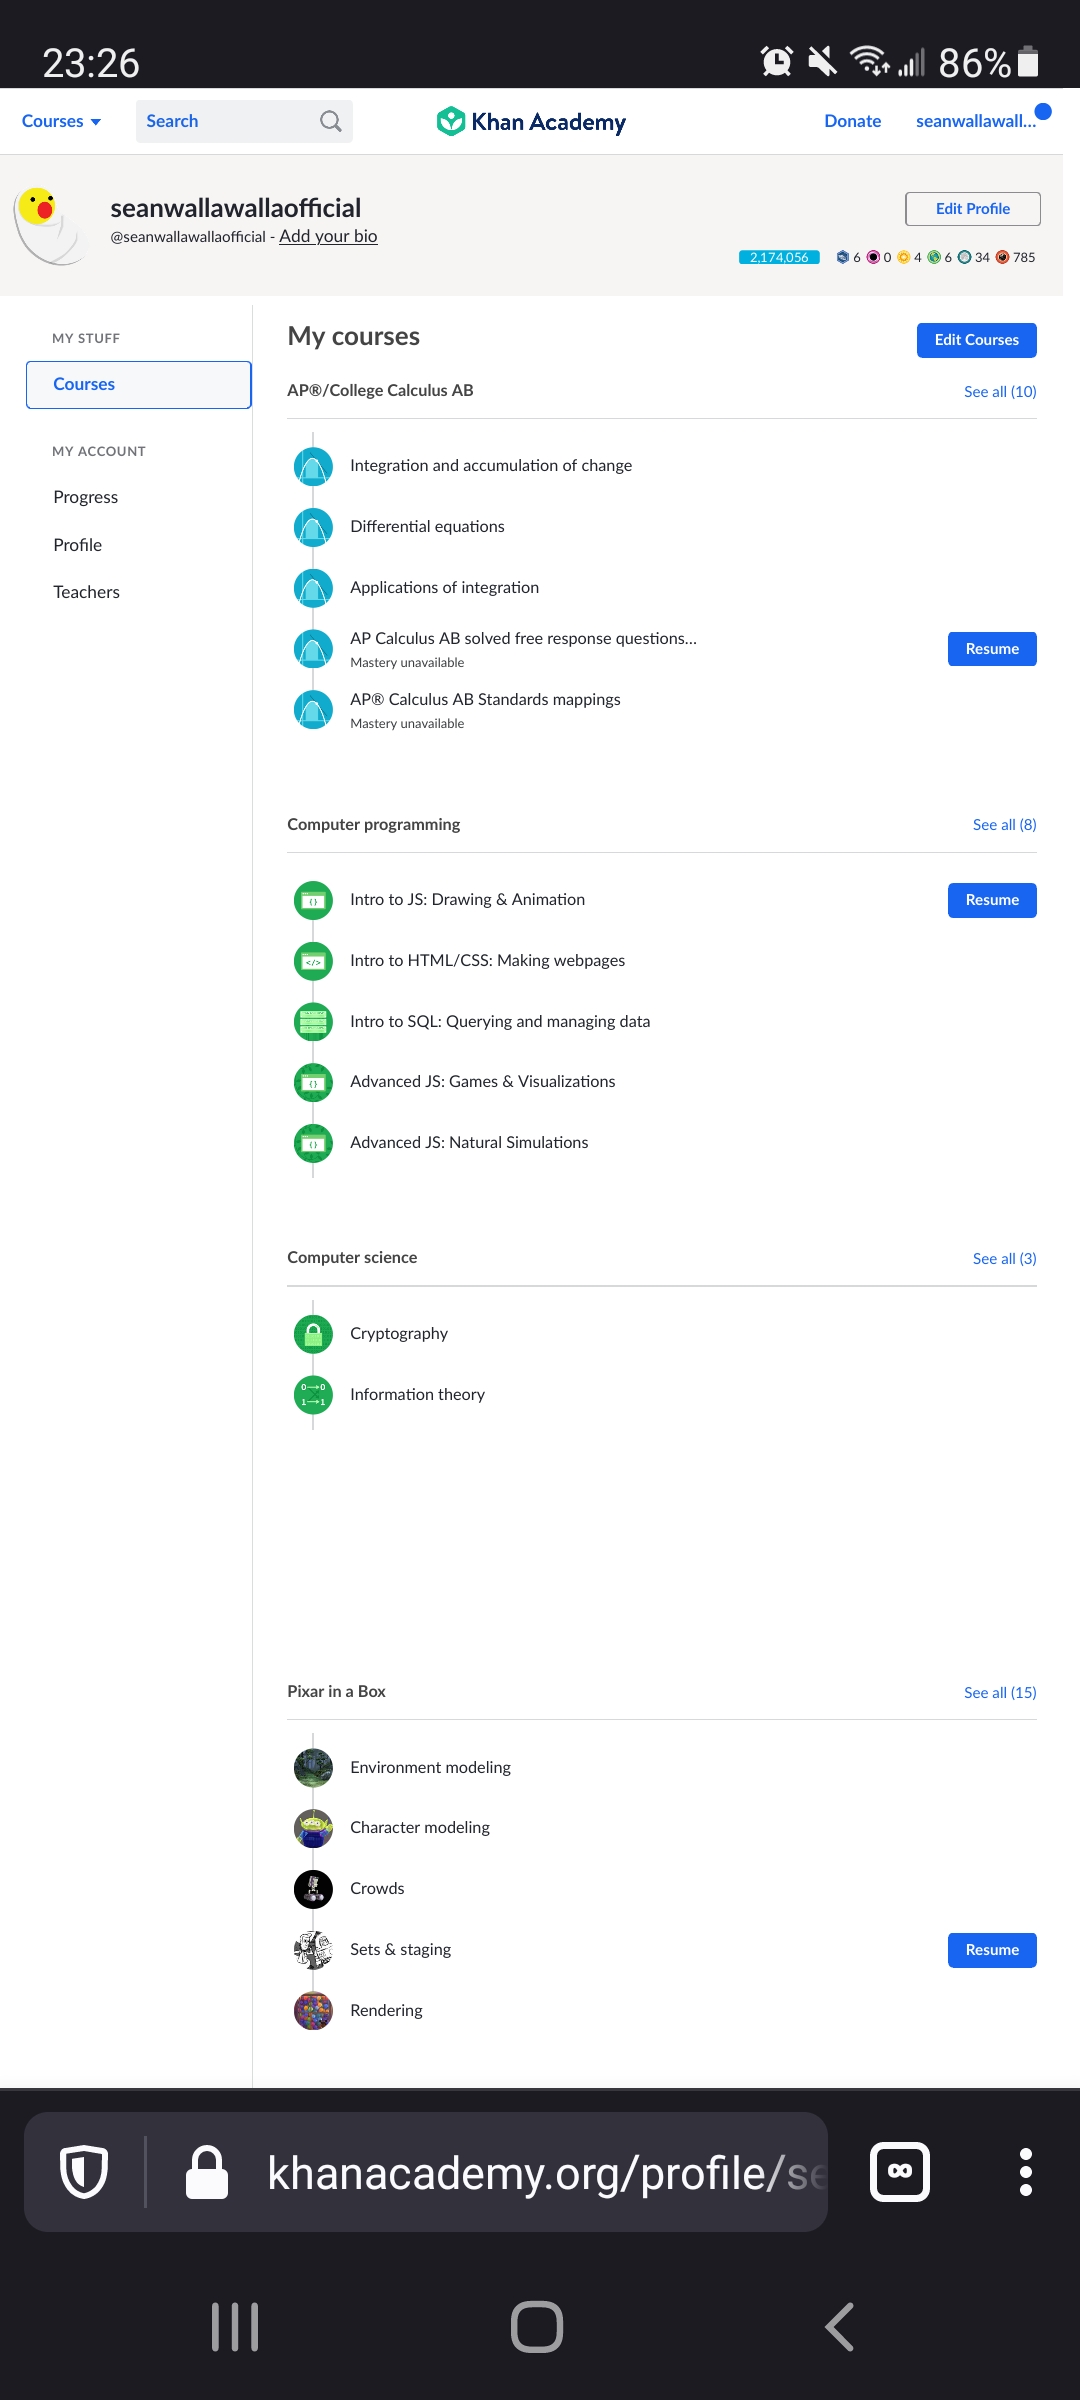 23:26 86%
Courses Search Khan Academy Donate seanwallawall...
seanwallawallaofficial
@seanwallawallaofficial - Add your bio
Edit Profile
2,174,056 6 0 4 6 34 785
MY STUFF
Courses
MY ACCOUNT
Progress
Profile
Teachers
My courses
Edit Courses
AP®/College Calculus AB See all (10)
Integration and accumulation of change
Differential equations
Applications of integration
AP Calculus AB solved free response questions...
Mastery unavailable
Resume
AP® Calculus AB Standards mappings
Mastery unavailable
Computer programming See all (8)
Intro to JS: Drawing & Animation Resume
Intro to HTML/CSS: Making webpages
Intro to SQL: Querying and managing data
Advanced JS: Games & Visualizations
Advanced JS: Natural Simulations
Computer science See all (3)
Cryptography
Information theory
Pixar in a Box See all (15)
Environment modeling
Character modeling
Crowds
Sets & staging Resume
Rendering
khanacademy.org/profile/se